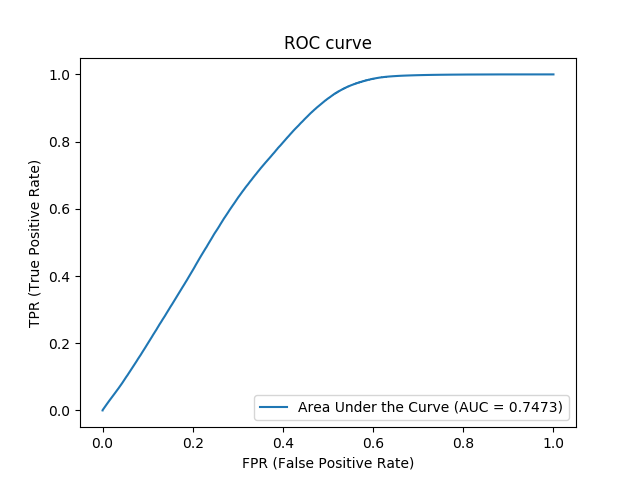 ROC curve
TPR (True Positive Rate)
1.0
0.8
0.6
0.4
0.2
0.0
Area Under the Curve (AUC = 0.7473)
0.0 0.2 0.4 0.6 0.8 1.0
FPR (False Positive Rate)